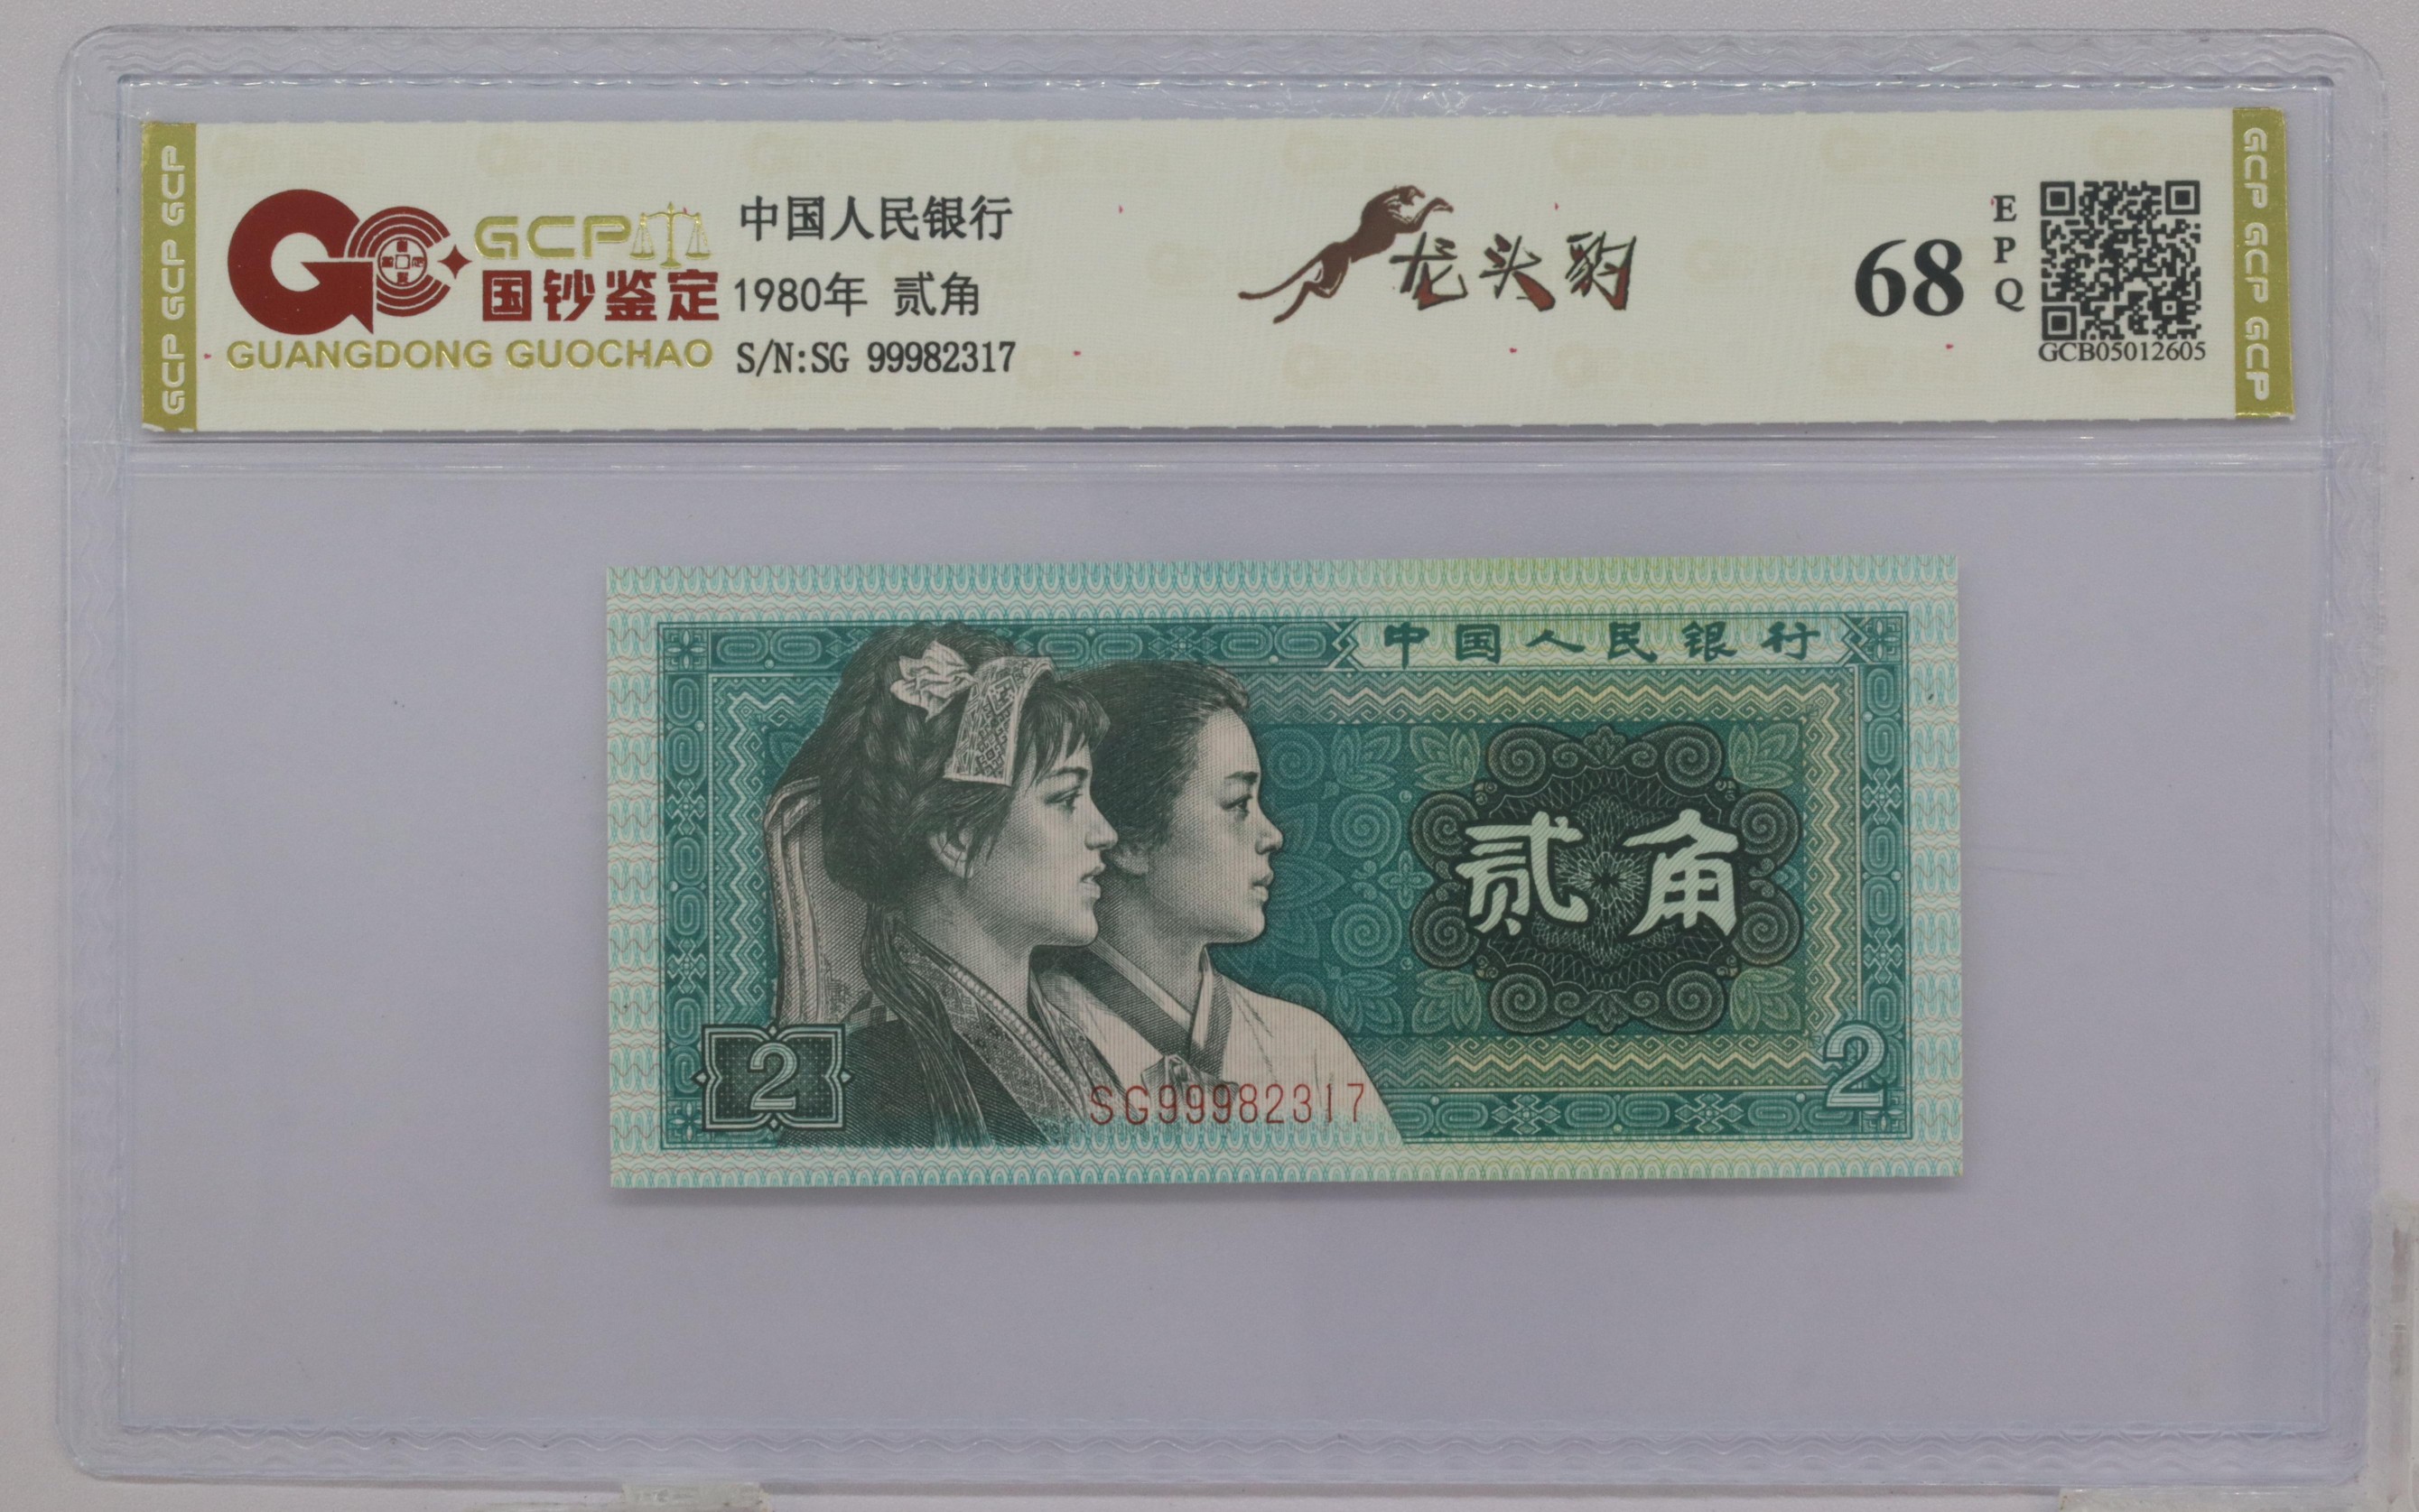 GCP GCP GCP
GCP
国钞鉴定
GUANGDONG GUOCHAO
中国人民银行
1980年 贰角
S/N:SG 99982317
龙头豹
68
EPQ
GCB05012605
GCP GCP GCP
中国人民银行
贰角
2
SG99982317
2